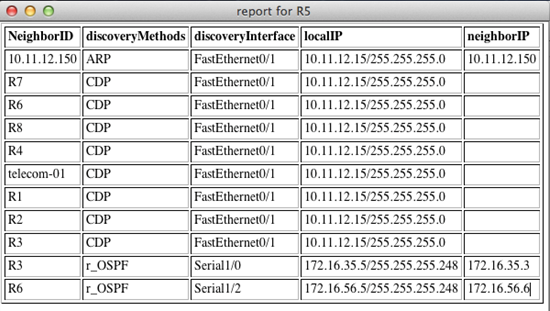 report for R5
NeighborID discoveryMethods discoveryInterface localIP neighborIP
10.11.12.150 ARP FastEthernet0/1 10.11.12.15/255.255.255.0 10.11.12.150
R7 CDP FastEthernet0/1 10.11.12.15/255.255.255.0
R6 CDP FastEthernet0/1 10.11.12.15/255.255.255.0
R8 CDP FastEthernet0/1 10.11.12.15/255.255.255.0
R4 CDP FastEthernet0/1 10.11.12.15/255.255.255.0
telecom-01 CDP FastEthernet0/1 10.11.12.15/255.255.255.0
R1 CDP FastEthernet0/1 10.11.12.15/255.255.255.0
R2 CDP FastEthernet0/1 10.11.12.15/255.255.255.0
R3 CDP FastEthernet0/1 10.11.12.15/255.255.255.0
R3 r_OSPF Serial1/0 172.16.35.5/255.255.255.248 172.16.35.3
R6 r_OSPF Serial1/2 172.16.56.5/255.255.255.248 172.16.56.6